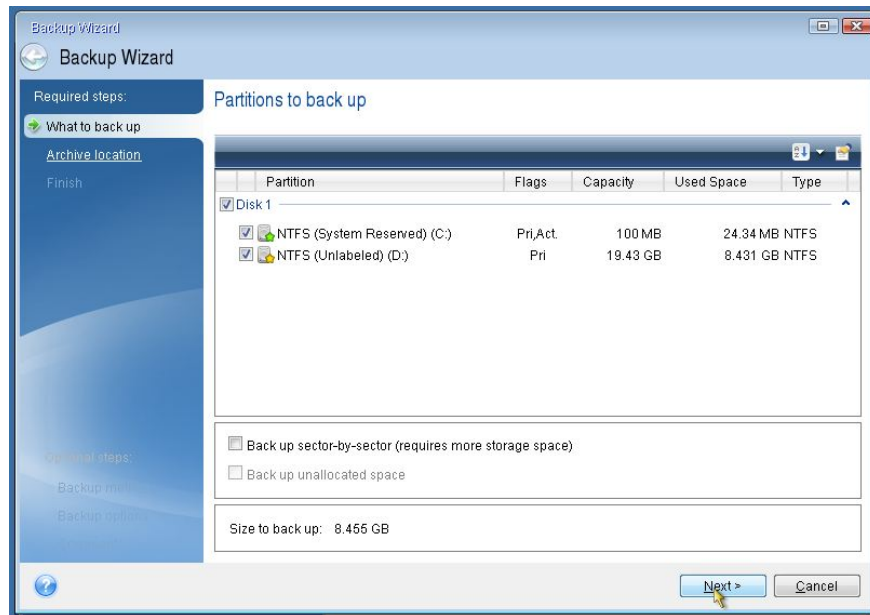 Backup Wizard
Backup Wizard
Required steps:
What to back up
Archive location
Finish
Partitions to back up
Partition Flags Capacity Used Space Type
Disk 1
NTFS (System Reserved) (C:) Pri,Act. 100 MB 24.34 MB NTFS
NTFS (Unlabeled) (D:) Pri 19.43 GB 8.431 GB NTFS
Back up sector-by-sector (requires more storage space)
Back up unallocated space
Size to back up: 8.455 GB
Optional steps:
Backup
Backup
Next >
Cancel